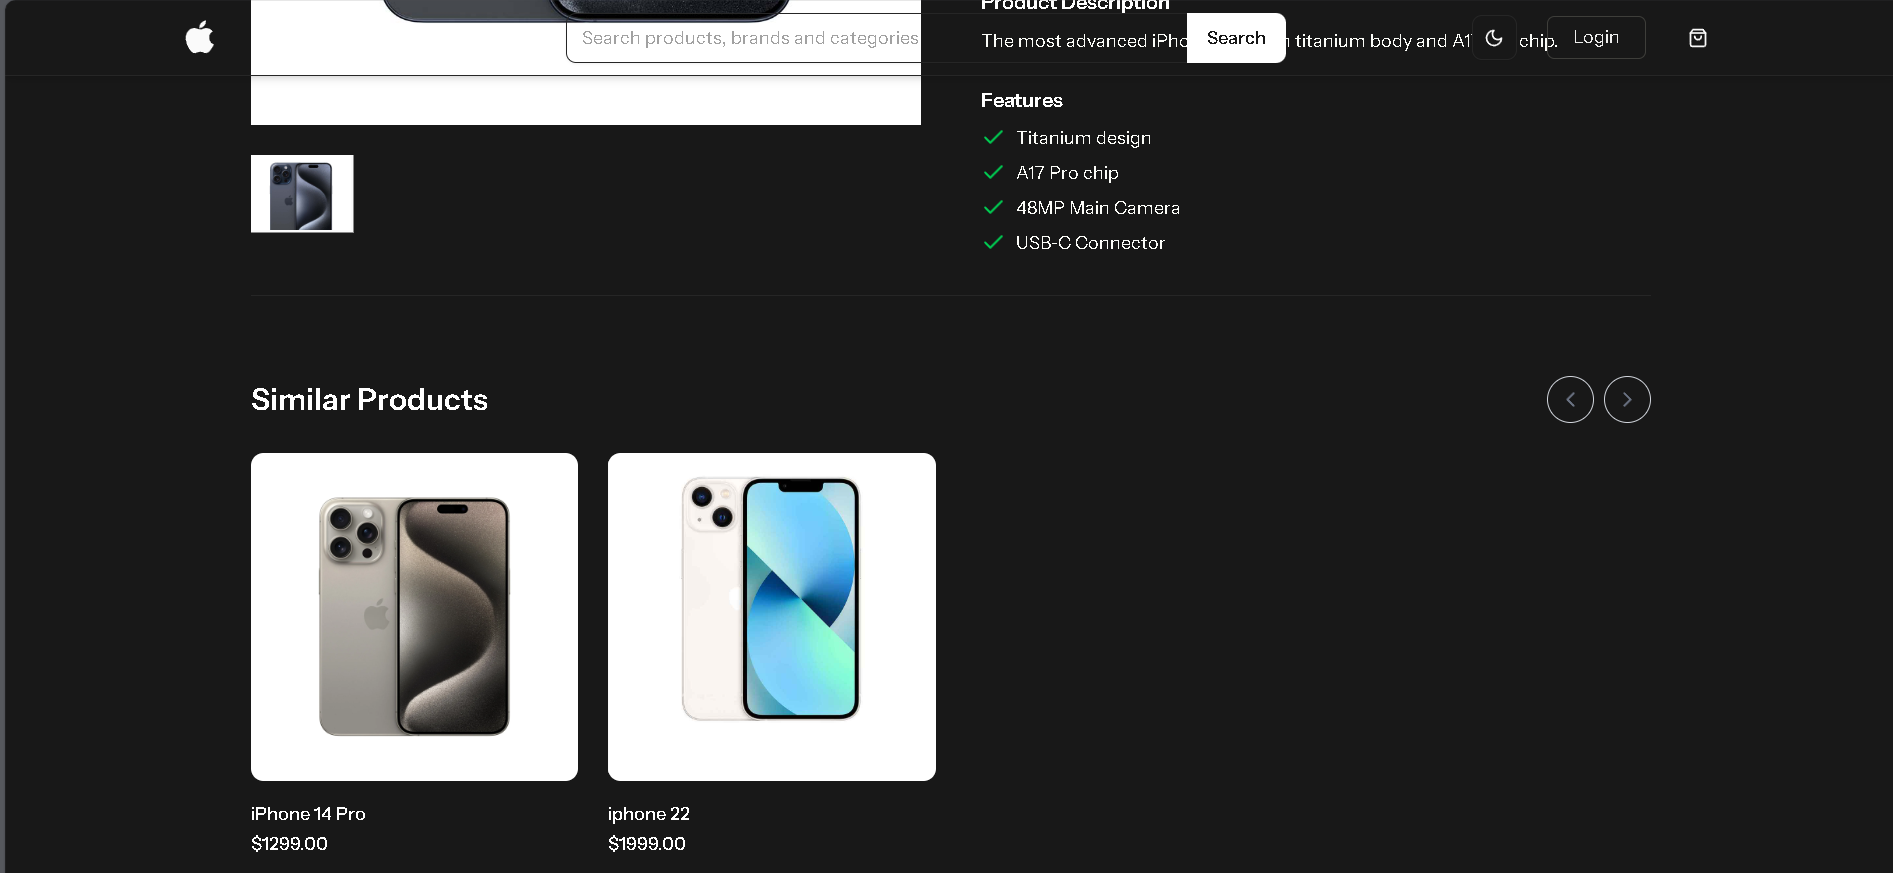 Product Description
Search products, brands and categories
Search
Login
The most advanced iPho titanium body and A1 chip.
Features
Titanium design
A17 Pro chip
48MP Main Camera
USB-C Connector
Similar Products
iPhone 14 Pro
$1299.00
iphone 22
$1999.00